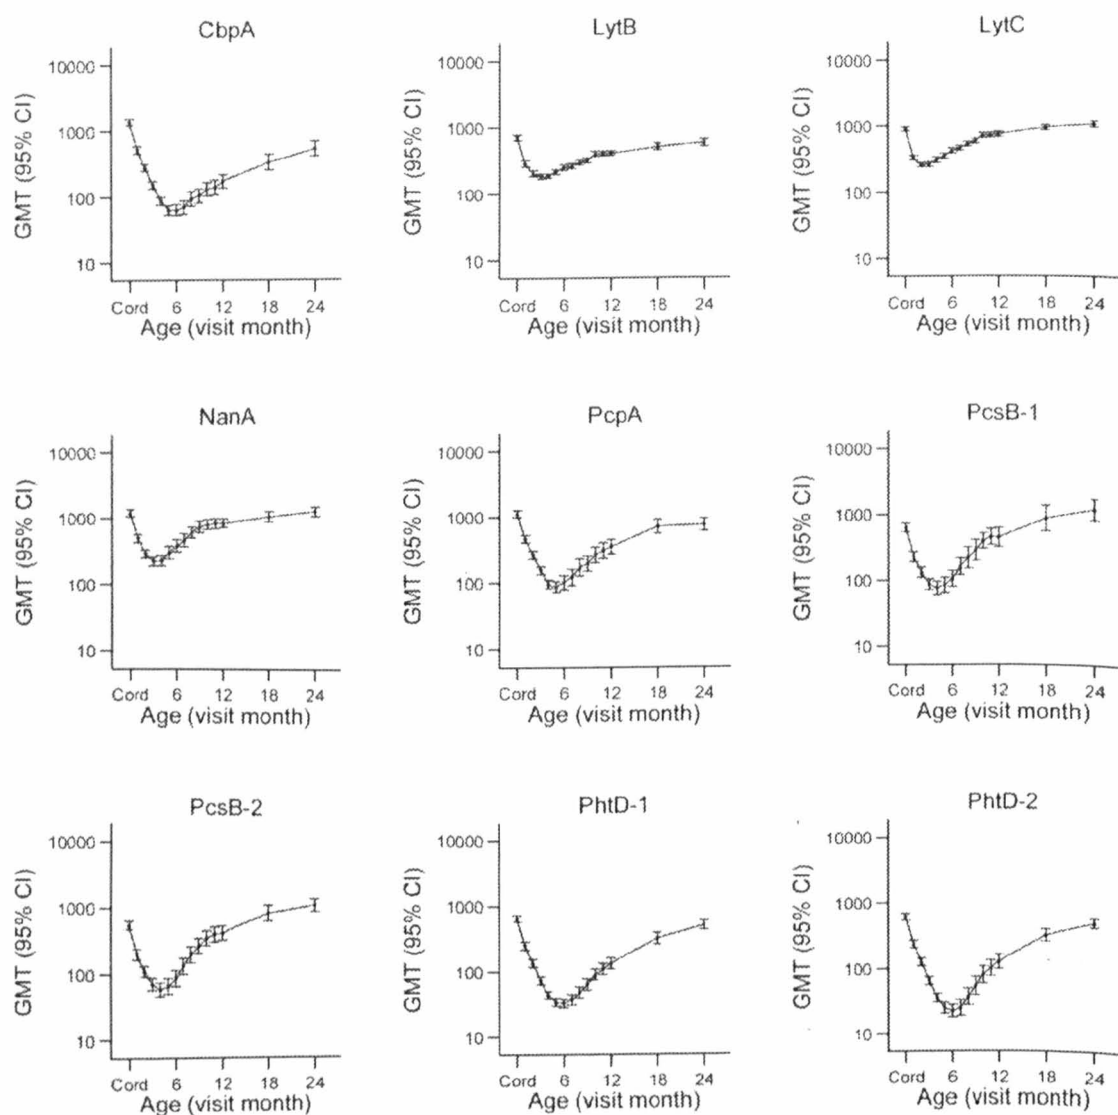 CbpA
GMT (95% CI)
10000
1000
100
10
Cord 6 12 18 24
Age (visit month)
LytB
GMT (95% CI)
10000
1000
100
10
Cord 6 12 18 24
Age (visit month)
LytC
GMT (95% CI)
10000
1000
100
10
Cord 6 12 18 24
Age (visit month)
NanA
GMT (95% CI)
10000
1000
100
10
Cord 6 12 18 24
Age (visit month)
PcpA
GMT (95% CI)
10000
1000
100
10
Cord 6 12 18 24
Age (visit month)
PcsB-1
GMT (95% CI)
10000
1000
100
10
Cord 6 12 18 24
Age (visit month)
PcsB-2
GMT (95% CI)
10000
1000
100
10
Cord 6 12 18 24
Age (visit month)
PhtD-1
GMT (95% CI)
10000
1000
100
10
Cord 6 12 18 24
Age (visit month)
PhtD-2
GMT (95% CI)
10000
1000
100
10
Cord 6 12 18 24
Age (visit month)